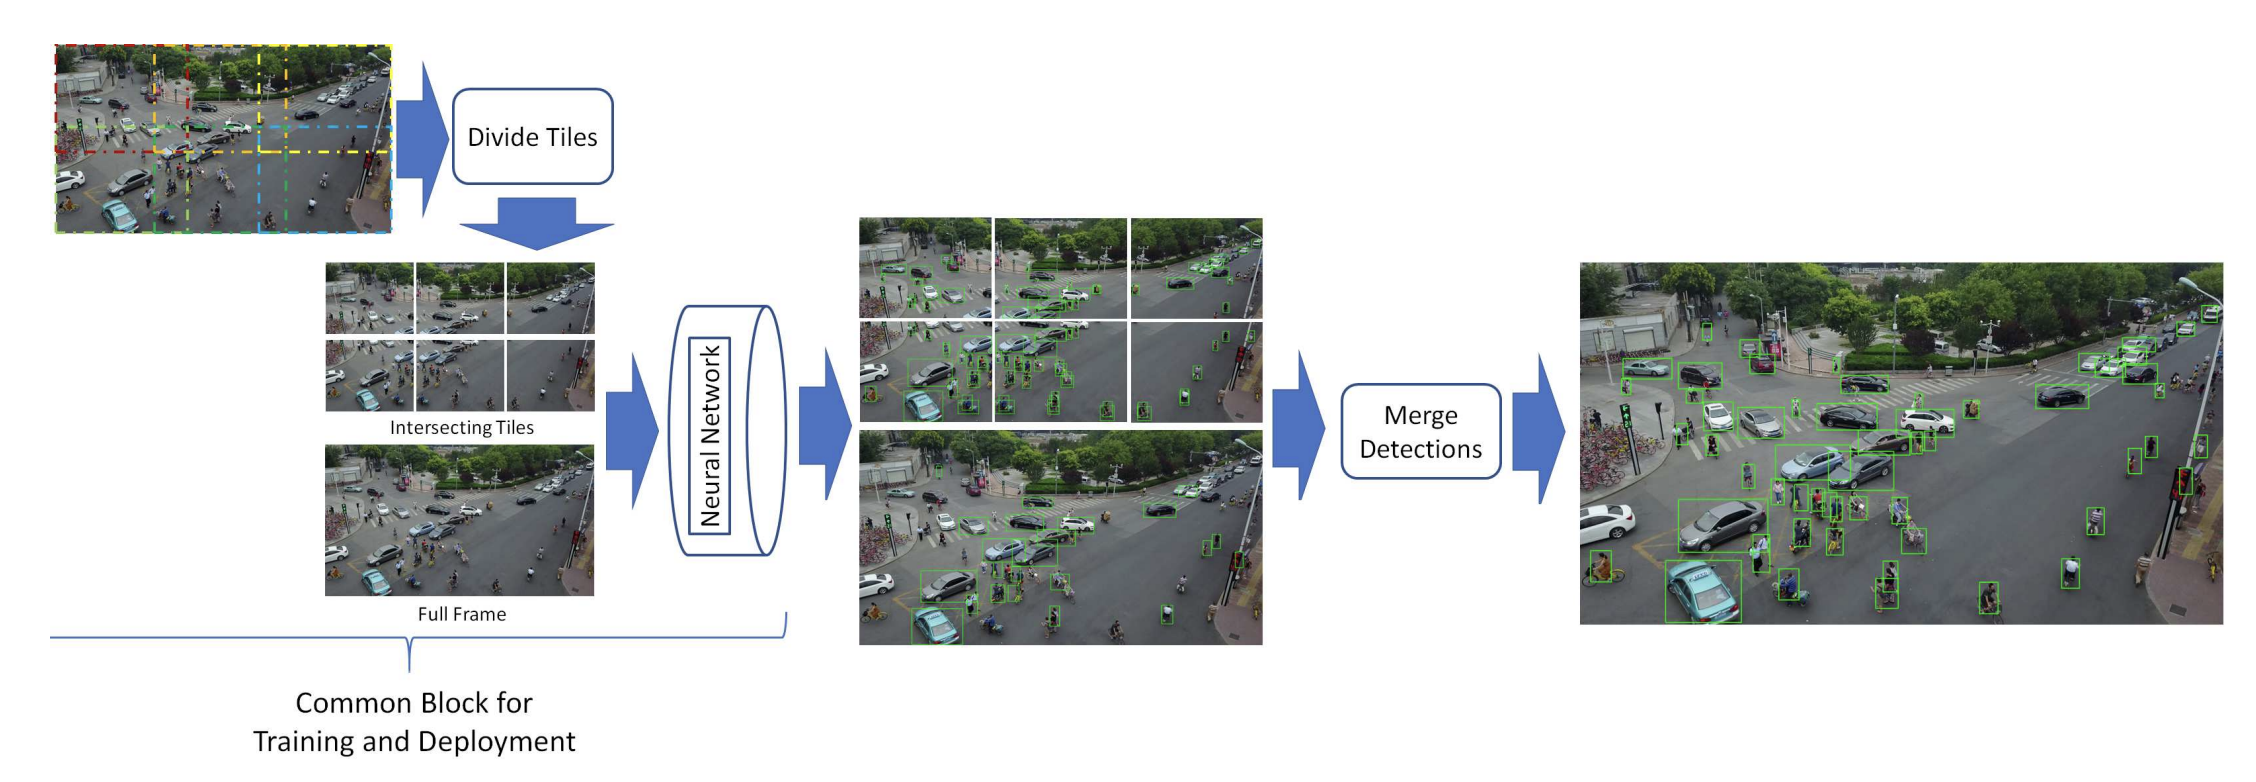 Divide Tiles
Intersecting Tiles
Full Frame
Neural Network
Merge
Detections
Common Block for
Training and Deployment